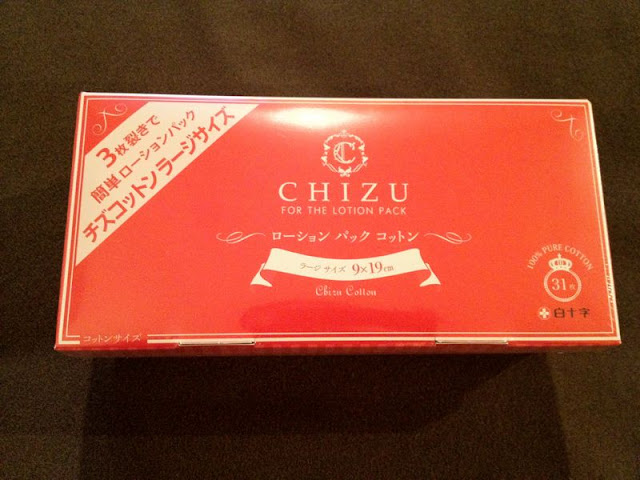 3枚裂きで
簡単ローションパック
チズコットンラージサイズ
C
CHIZU
FOR THE LOTION PACK
ローション パック コットン
ラージ サイズ 9×19cm
Chizu Cotton
100% PURE COTTON
31
白十字
コットンサイズ